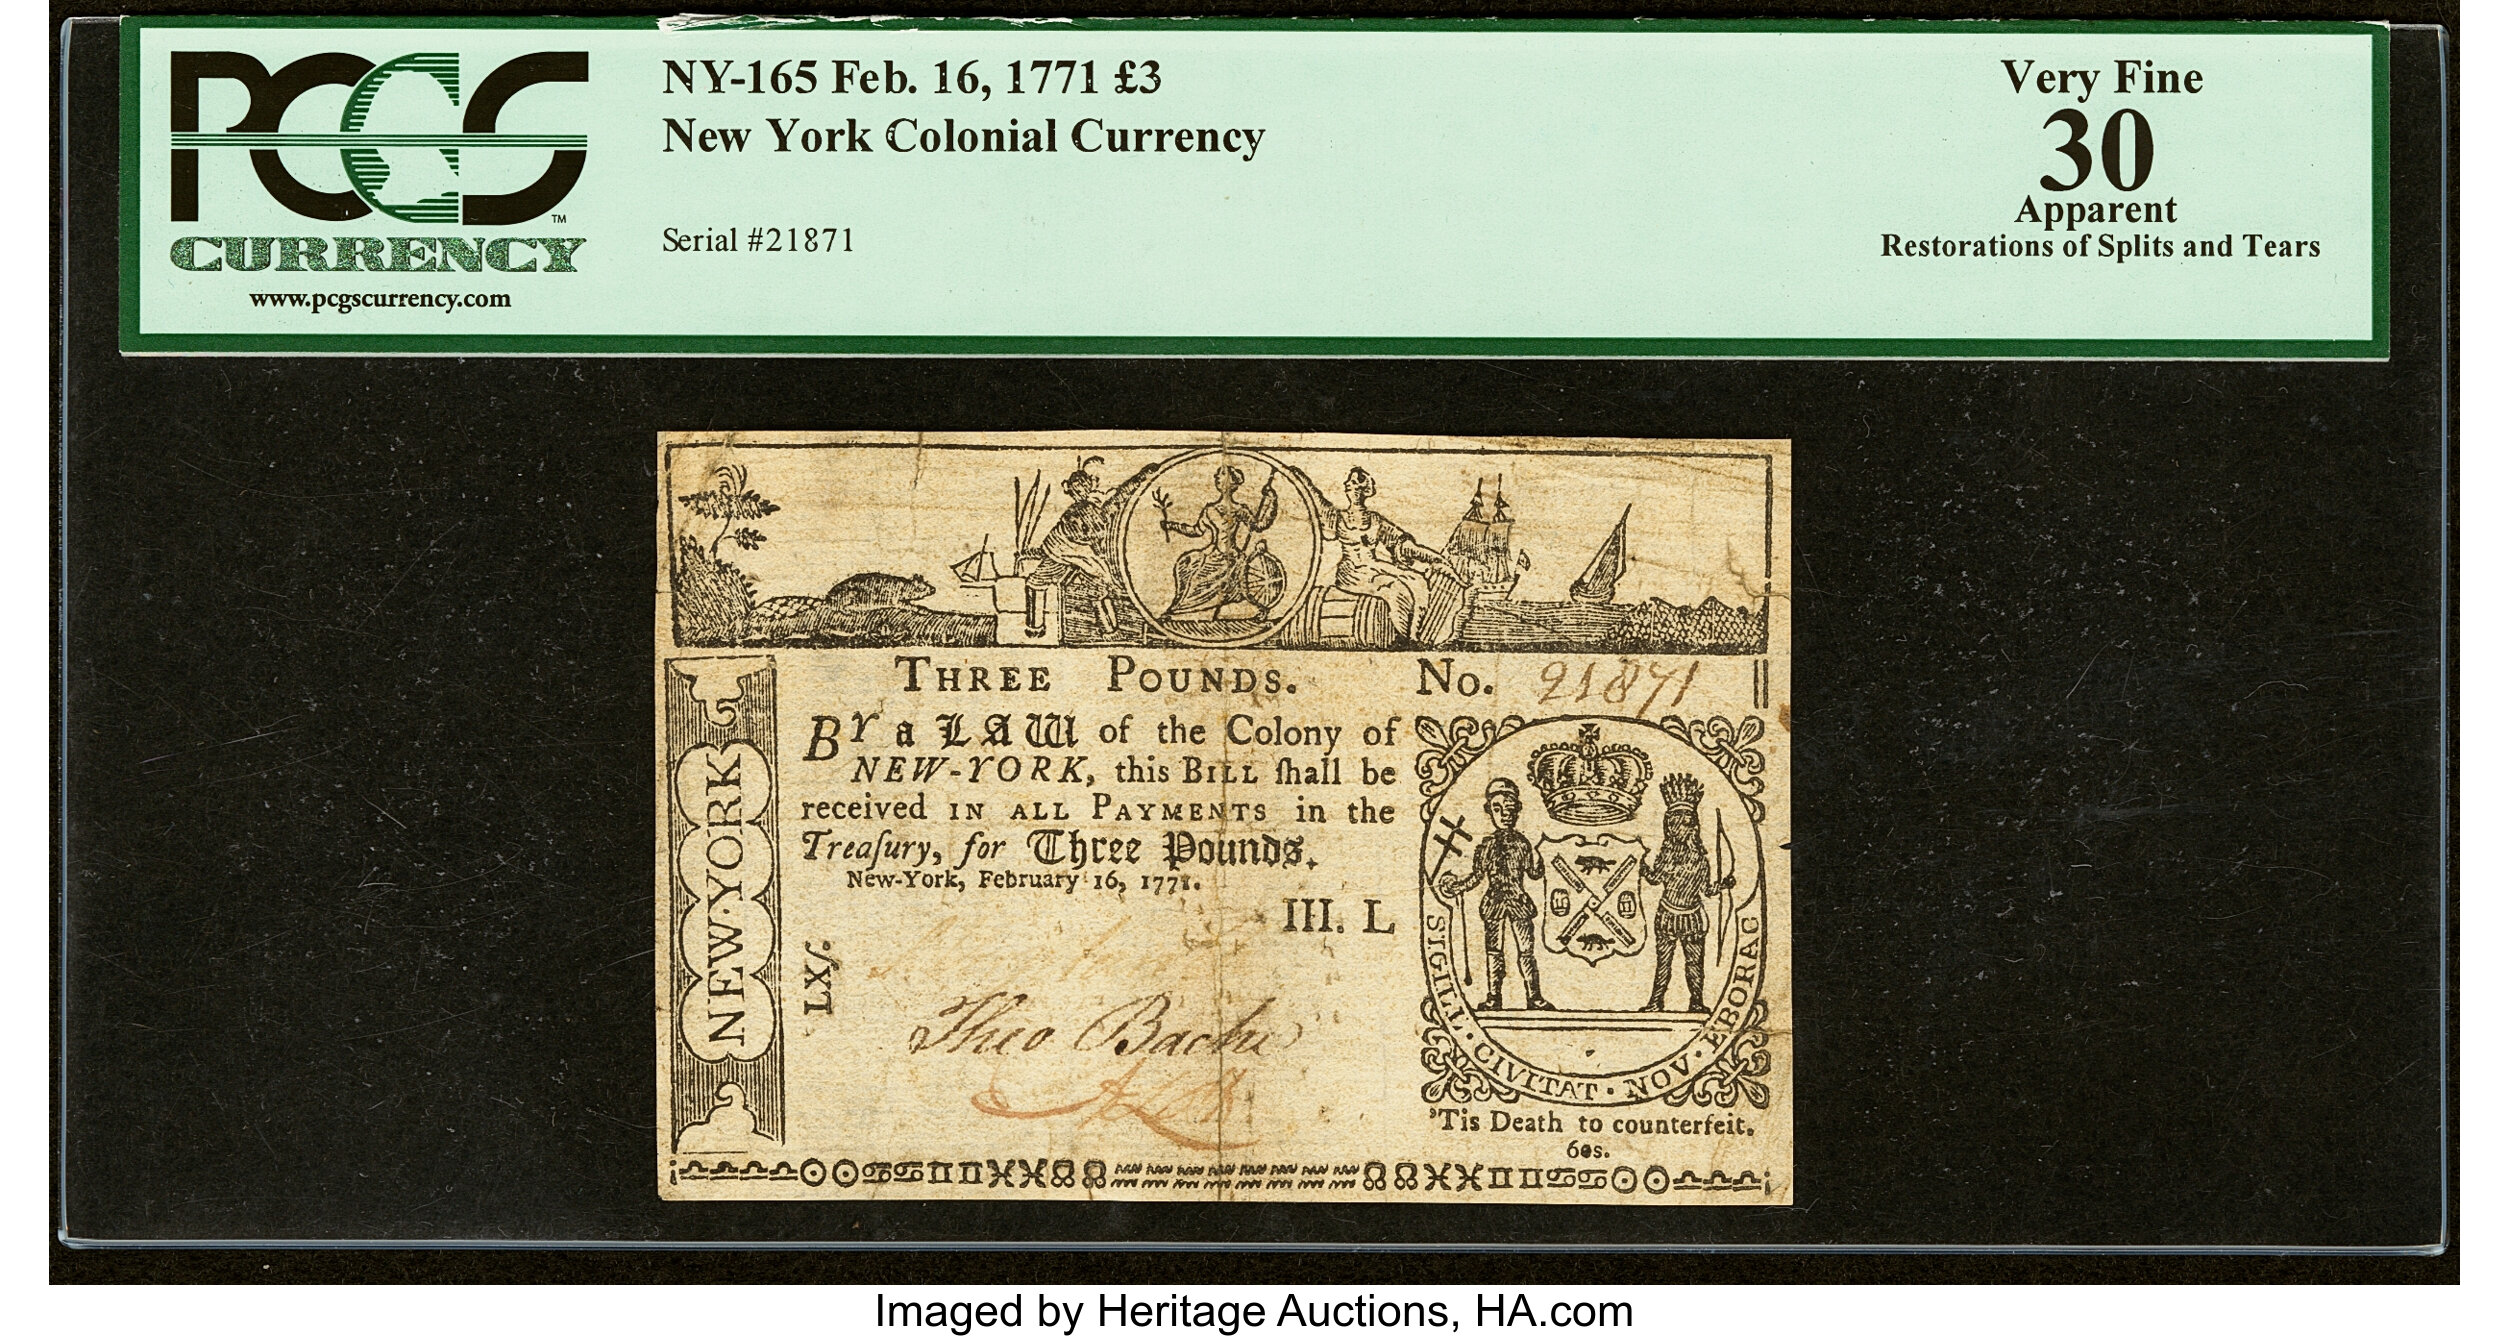 PCGS™
CURRENCY
www.pcgscurrency.com
NY-165 Feb. 16, 1771 £3
New York Colonial Currency
Serial #21871
Very Fine
30
Apparent
Restorations of Splits and Tears
THREE POUNDS. No. 21871
BY a LAW of the Colony of
NEW-YORK, this BILL ſhall be
received IN ALL PAYMENTS in the
Treaſury, for Three Pounds.
New-York, February 16, 1771.
III. L
LXſ.
NEW·YORK
Theo Bache
SIGILL·CIVITAT·NOV·EBORAC
'Tis Death to counterfeit.
60s.
Imaged by Heritage Auctions, HA.com